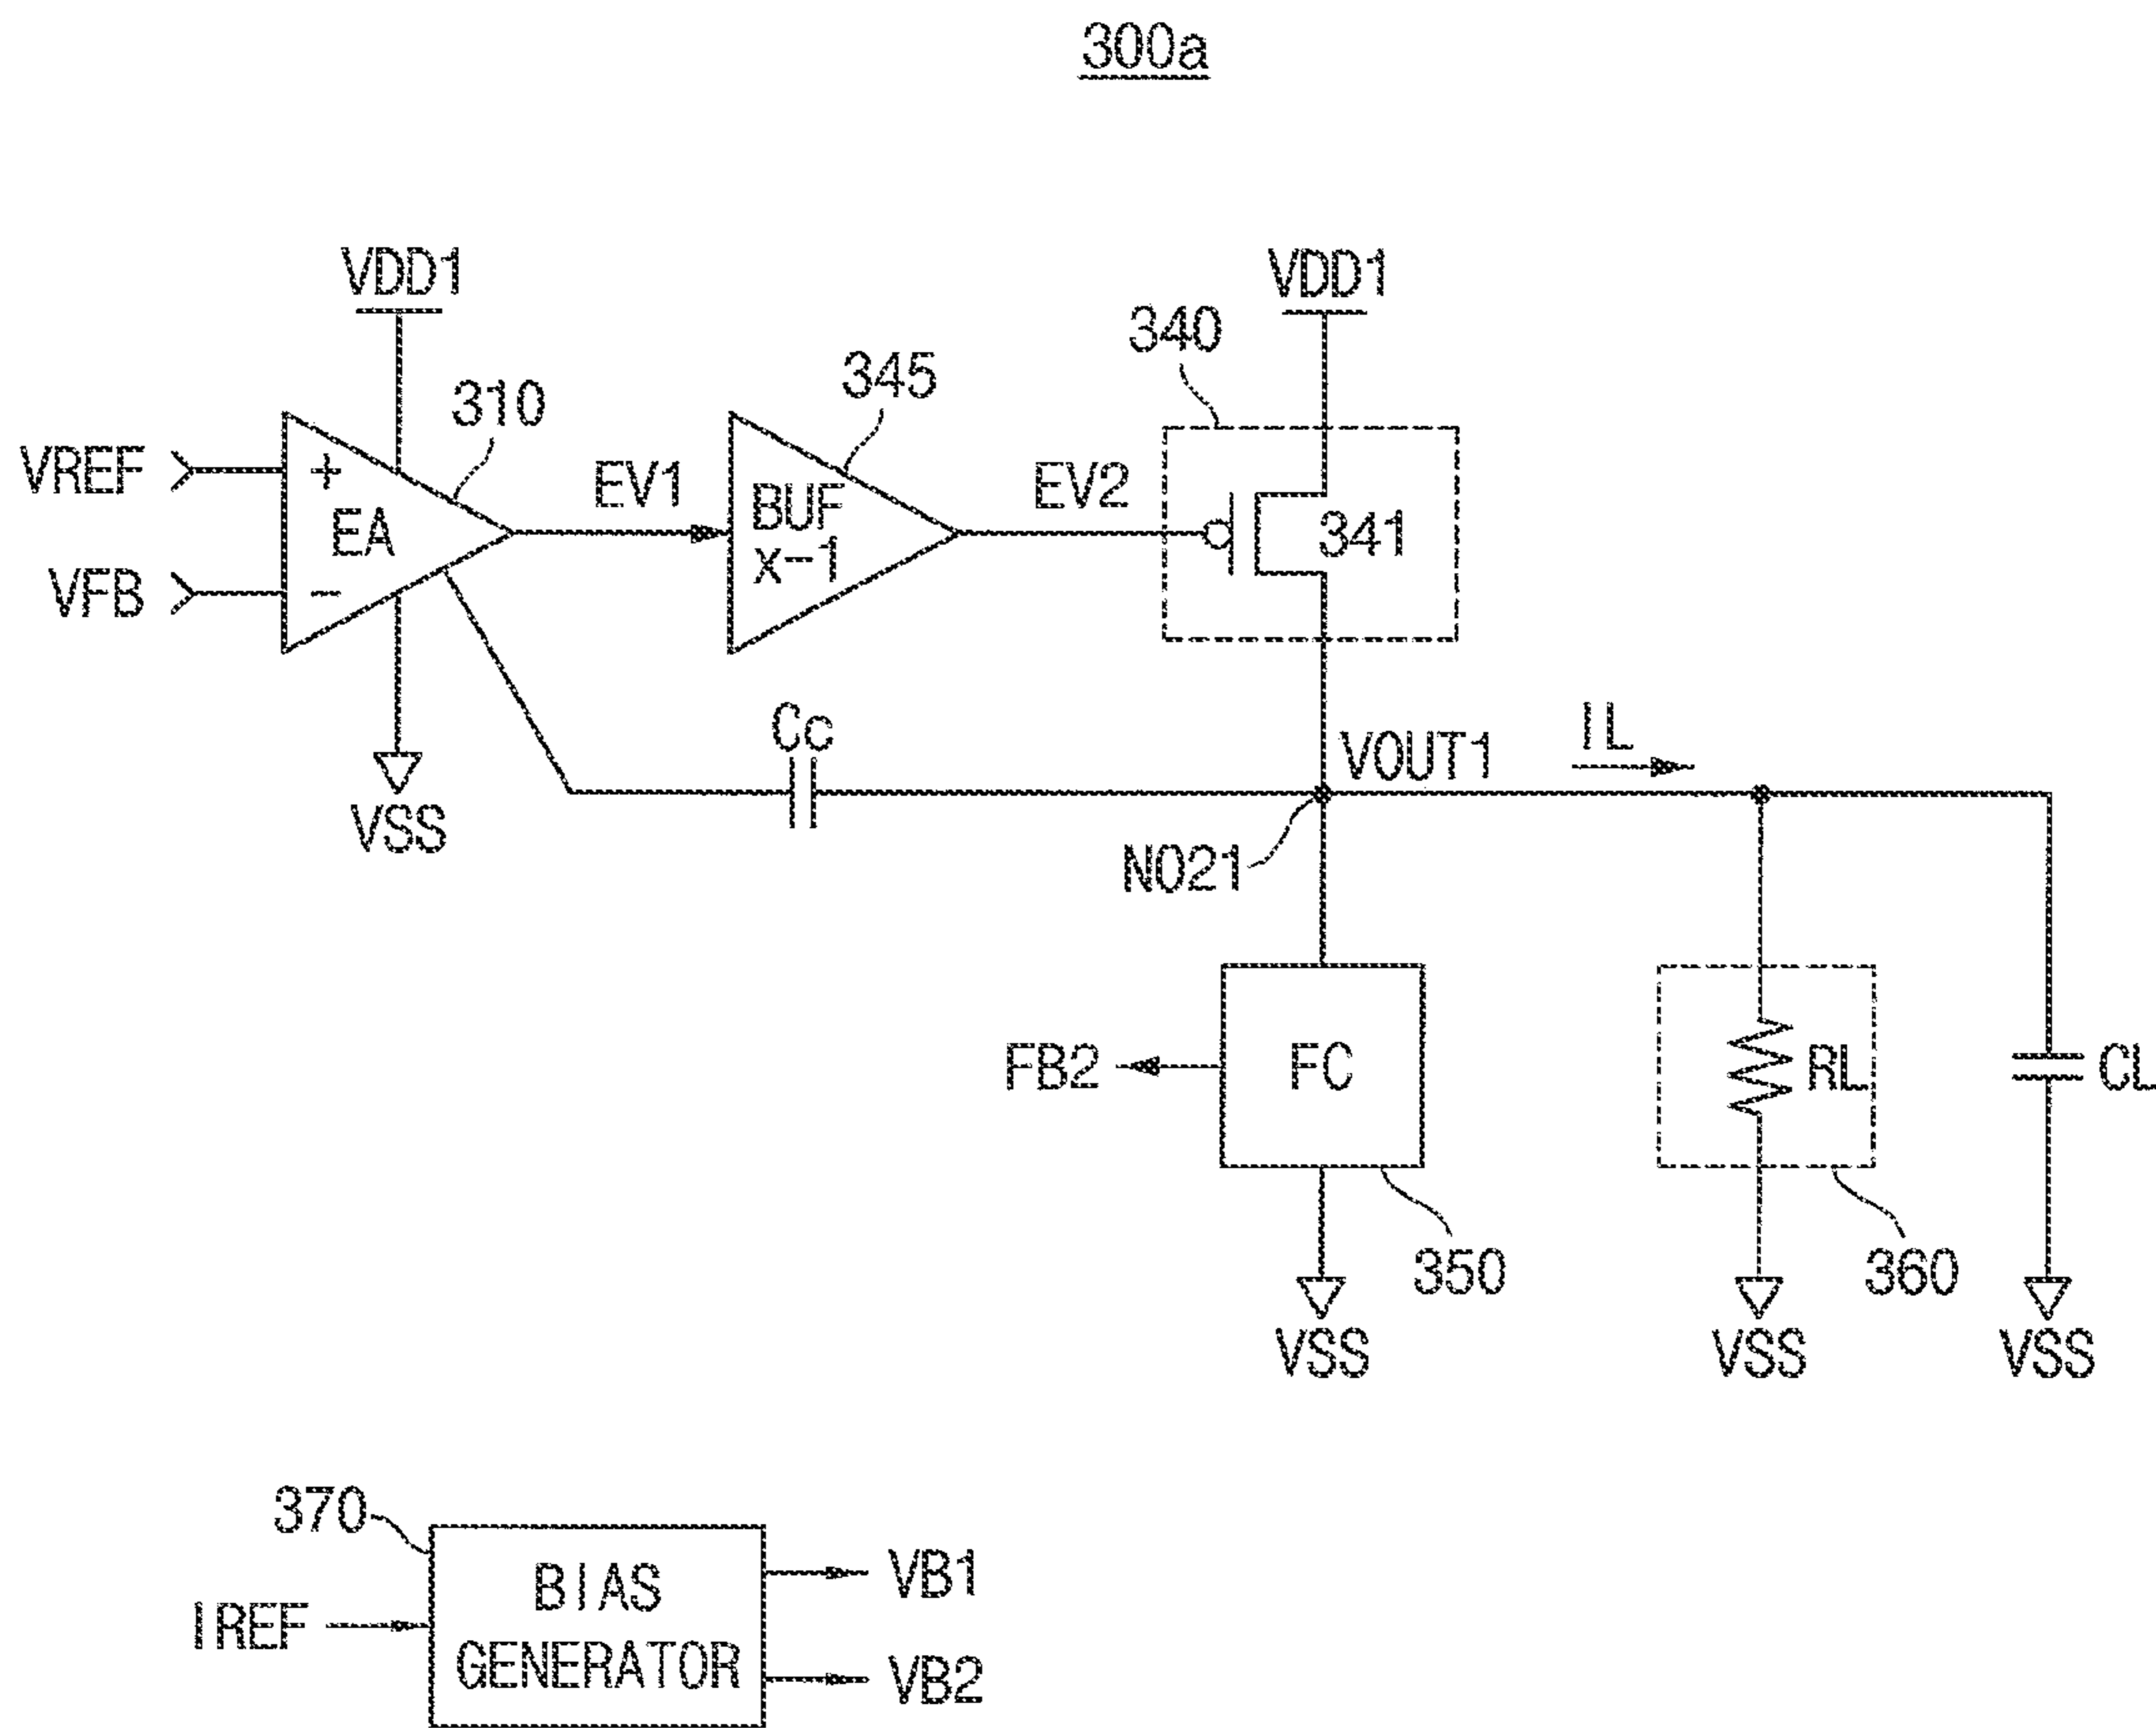 300a
VDD1
VDD1
340
345
310
VREF
+
EA
EV1
BUF
x-1
EV2
341
VFB
-
VSS
Cc
VOUT1
IL
NO21
FB2
FC
RL
CL
350
360
VSS
VSS
VSS
370
IREF
BIAS
GENERATOR
VB1
VB2